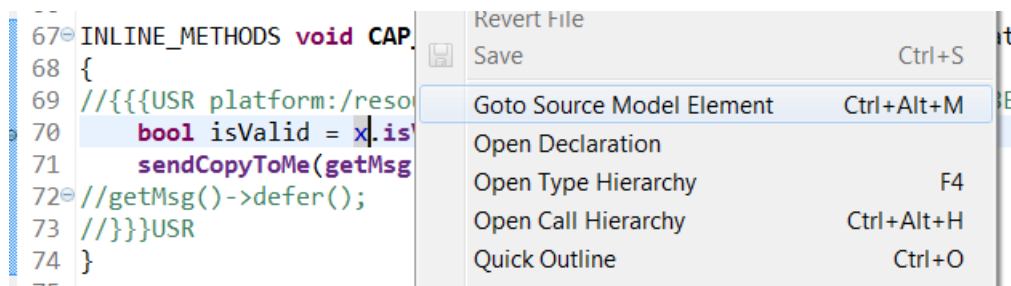 Revert File
67 INLINE_METHODS void CAP_
Save Ctrl+S
68 {
69 //{{{USR platform:/resou
Goto Source Model Element Ctrl+Alt+M
70 bool isValid = x.is
Open Declaration
71 sendCopyToMe(getMsg
Open Type Hierarchy F4
72 //getMsg()->defer();
73 //}}}USR
Open Call Hierarchy Ctrl+Alt+H
74 }
Quick Outline Ctrl+O